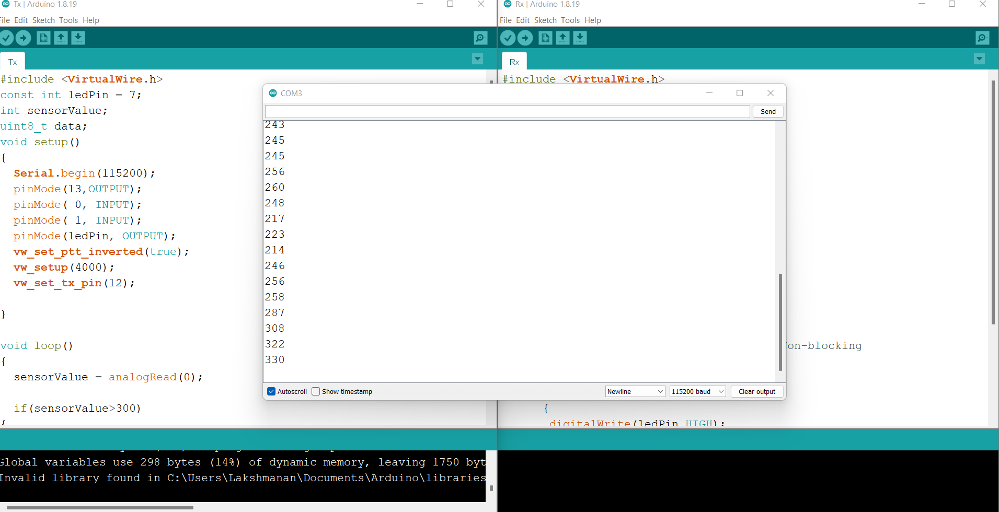 Tx | Arduino 1.8.19
File Edit Sketch Tools Help
Tx
#include <VirtualWire.h>
const int ledPin = 7;
int sensorValue;
uint8_t data;
void setup()
{
Serial.begin(115200);
pinMode(13,OUTPUT);
pinMode( 0, INPUT);
pinMode( 1, INPUT);
pinMode(ledPin, OUTPUT);
vw_set_ptt_inverted(true);
vw_setup(4000);
vw_set_tx_pin(12);
}
void loop()
{
sensorValue = analogRead(0);
if(sensorValue>300)
{
Global variables use 298 bytes (14%) of dynamic memory, leaving 1750 byt
Invalid library found in C:\Users\Lakshmanan\Documents\Arduino\libraries
Rx | Arduino 1.8.19
File Edit Sketch Tools Help
Rx
#include <VirtualWire.h>
on-blocking
{
digitalWrite(ledPin,HIGH);
COM3
Send
243
245
245
256
260
248
217
223
214
246
256
258
287
308
322
330
Autoscroll Show timestamp Newline 115200 baud Clear output